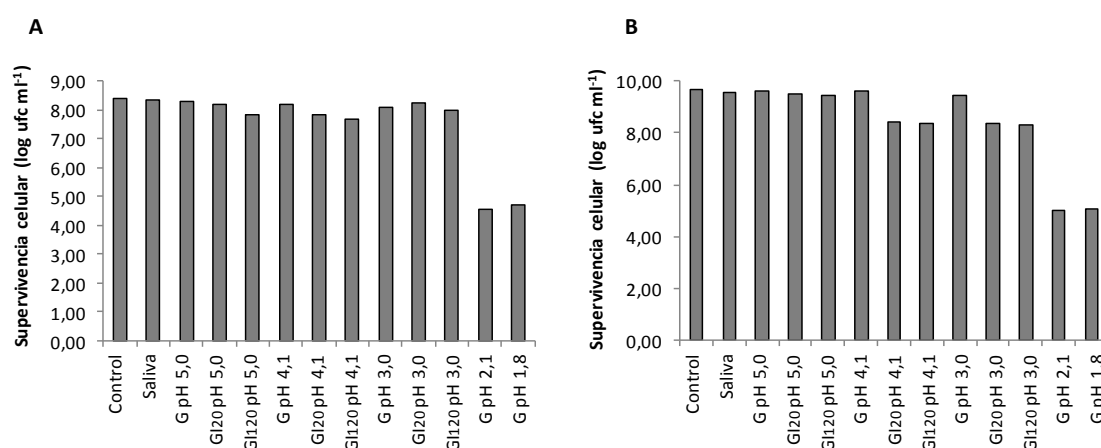 A
Supervivencia celular (log ufc ml-1)
9,00
8,00
7,00
6,00
5,00
4,00
3,00
2,00
1,00
0,00
Control
Saliva
G pH 5,0
GI20 pH 5,0
GI120 pH 5,0
G pH 4,1
GI20 pH 4,1
GI120 pH 4,1
G pH 3,0
GI20 pH 3,0
GI120 pH 3,0
G pH 2,1
G pH 1,8
B
Supervivencia celular (log ufc ml-1)
10,00
8,00
6,00
4,00
2,00
0,00
Control
Saliva
G pH 5,0
GI20 pH 5,0
GI120 pH 5,0
G pH 4,1
GI20 pH 4,1
GI120 pH 4,1
G pH 3,0
GI20 pH 3,0
GI120 pH 3,0
G pH 2,1
G pH 1,8